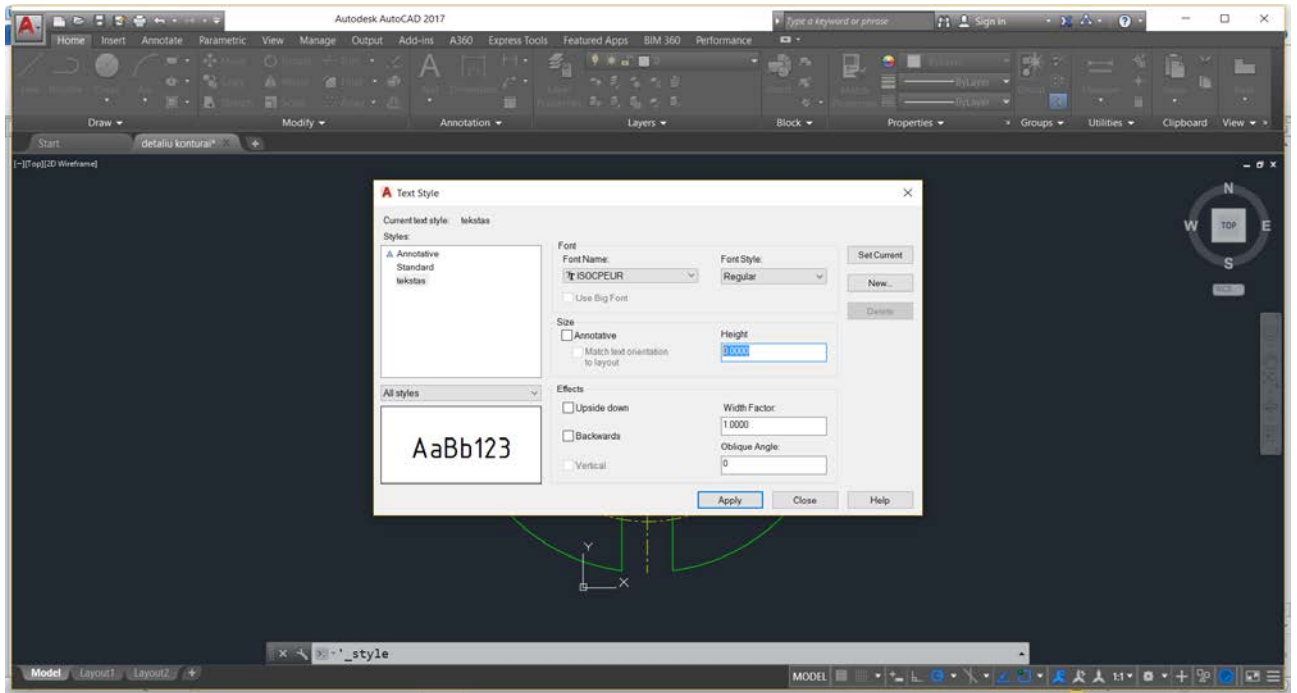 Autodesk AutoCAD 2017
Type a keyword or phrase
Sign In
Home Insert Annotate Parametric View Manage Output Add-ins A360 Express Tools Featured Apps BIM 360 Performance
ByLayer
ByLayer
Draw Modify Annotation Layers Block Properties Groups Utilities Clipboard View
Start detaliu konturai* 
[−][Top][2D Wireframe]
N
W TOP E
S
Text Style
Current text style: tekstas
Styles:
Annotative
Standard
tekstas
All styles
AaBb123
Font
Font Name:
ISOCPEUR
Font Style:
Regular
Use Big Font
Size
Annotative
Match text orientation
to layout
Height
0.0000
Effects
Upside down
Backwards
Vertical
Width Factor:
1.0000
Oblique Angle:
0
Set Current
New...
Delete
Apply Close Help
Y
X
'_style
Model Layout1 Layout2 +
MODEL 1:1